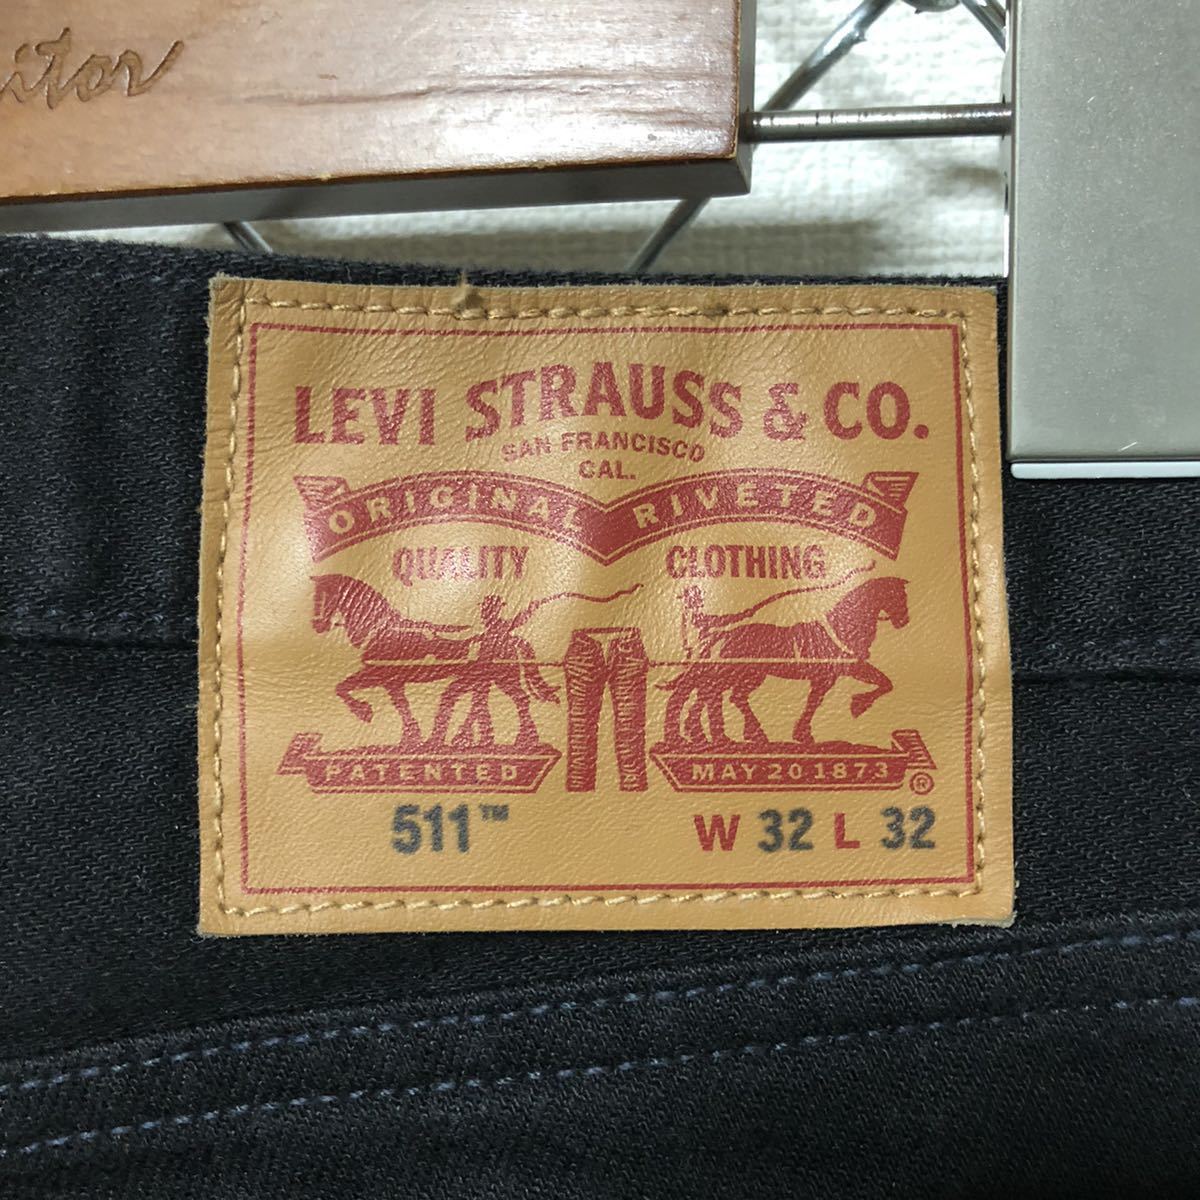 LEVI STRAUSS & CO.
SAN FRANCISCO
CAL.
ORIGINAL RIVETED
QUALITY CLOTHING
PATENTED MAY 20 1873 ®
511™ W 32 L 32